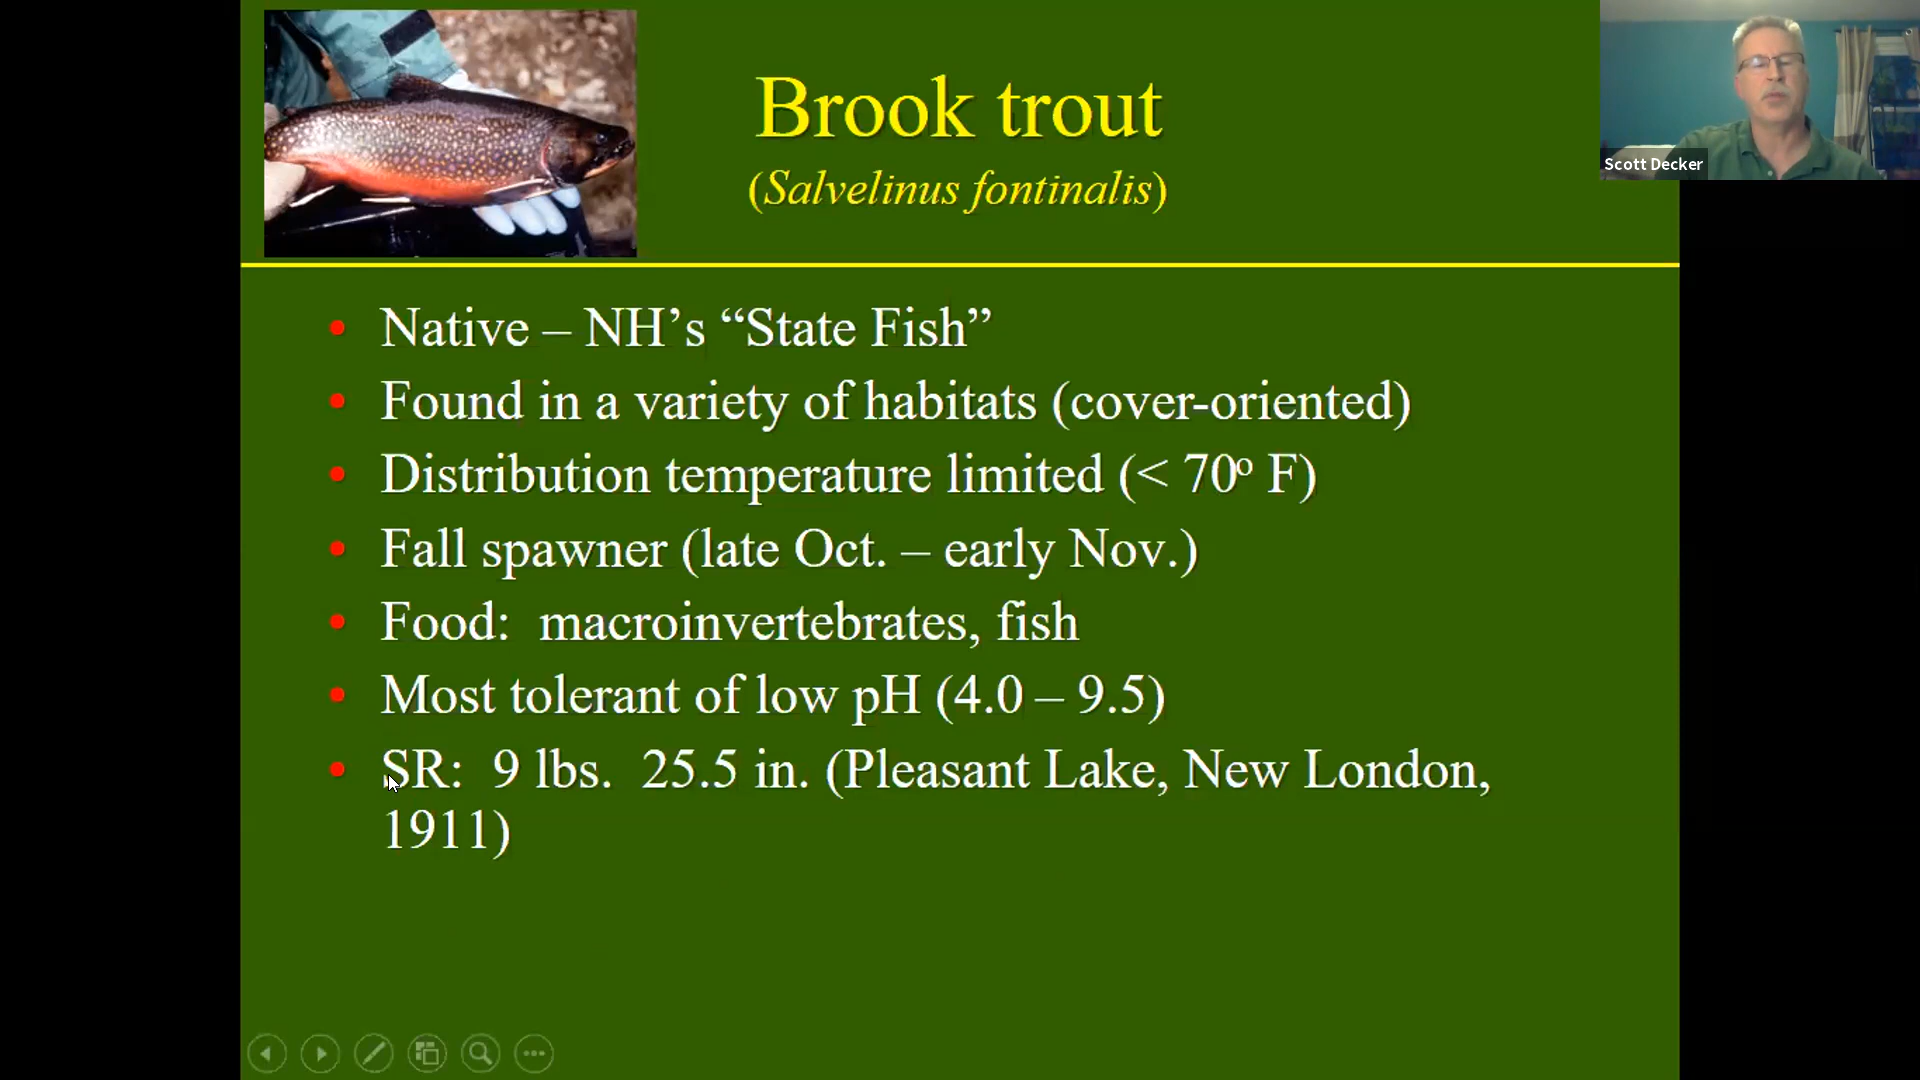 Brook trout
(Salvelinus fontinalis)
Scott Decker
• Native – NH’s “State Fish”
• Found in a variety of habitats (cover-oriented)
• Distribution temperature limited (< 70º F)
• Fall spawner (late Oct. – early Nov.)
• Food:  macroinvertebrates, fish
• Most tolerant of low pH (4.0 – 9.5)
• SR:  9 lbs.  25.5 in. (Pleasant Lake, New London,
1911)